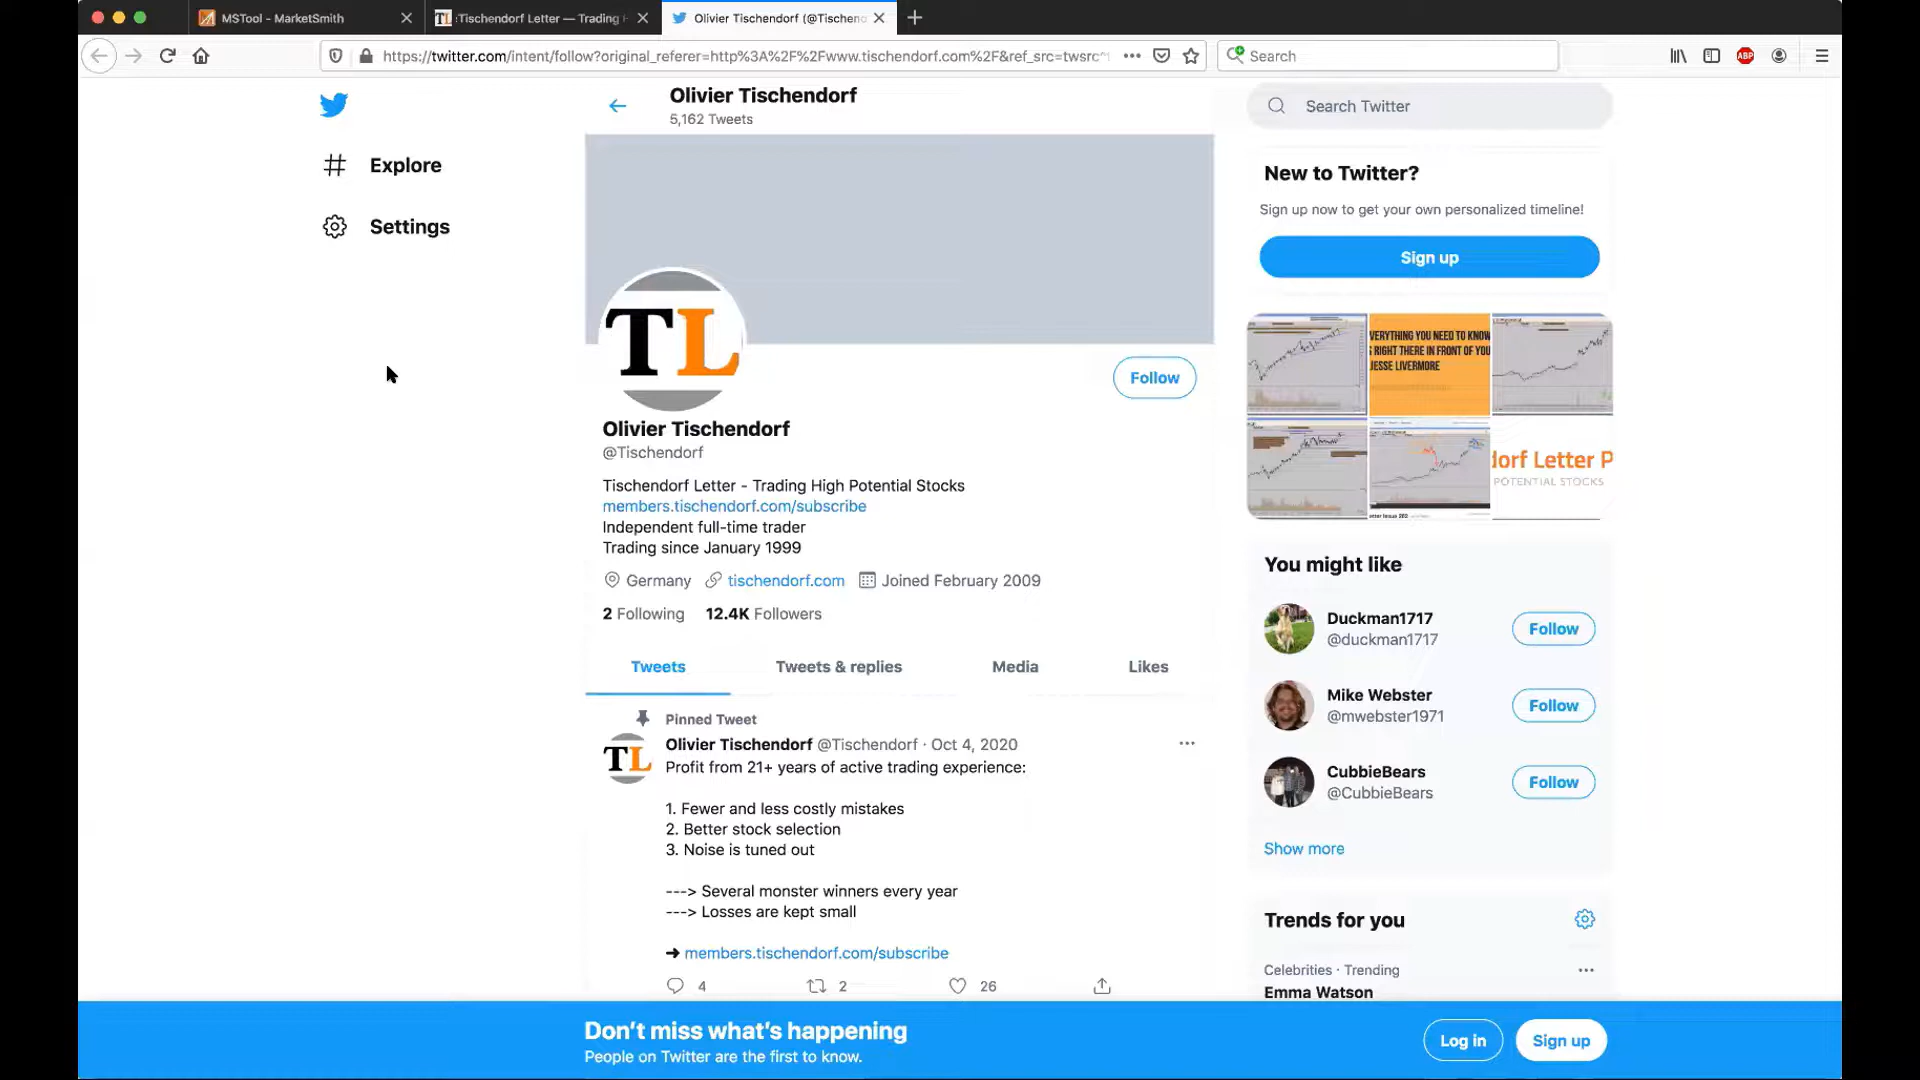 MSTool - MarketSmith
:Tischendorf Letter — Trading H
Olivier Tischendorf (@Tischend
https://twitter.com/intent/follow?original_referer=http%3A%2F%2Fwww.tischendorf.com%2F&ref_src=twsrc^
Search
ABP
Olivier Tischendorf
5,162 Tweets
Search Twitter
Explore
Settings
New to Twitter?
Sign up now to get your own personalized timeline!
Sign up
TL
VERYTHING YOU NEED TO KNOW
S RIGHT THERE IN FRONT OF YOU
JESSE LIVERMORE
Follow
Olivier Tischendorf
@Tischendorf
Tischendorf Letter - Trading High Potential Stocks
members.tischendorf.com/subscribe
Independent full-time trader
Trading since January 1999
Germany tischendorf.com Joined February 2009
2 Following 12.4K Followers
dorf Letter P
POTENTIAL STOCKS
etter Issue 282
You might like
Duckman1717
@duckman1717
Follow
Mike Webster
@mwebster1971
Follow
CubbieBears
@CubbieBears
Follow
Show more
Tweets Tweets & replies Media Likes
Pinned Tweet
TL
Olivier Tischendorf @Tischendorf · Oct 4, 2020
Profit from 21+ years of active trading experience:
1. Fewer and less costly mistakes
2. Better stock selection
3. Noise is tuned out
---> Several monster winners every year
---> Losses are kept small
➜ members.tischendorf.com/subscribe
4 2 26
Trends for you
Celebrities · Trending
Emma Watson
Don't miss what's happening
People on Twitter are the first to know.
Log in
Sign up